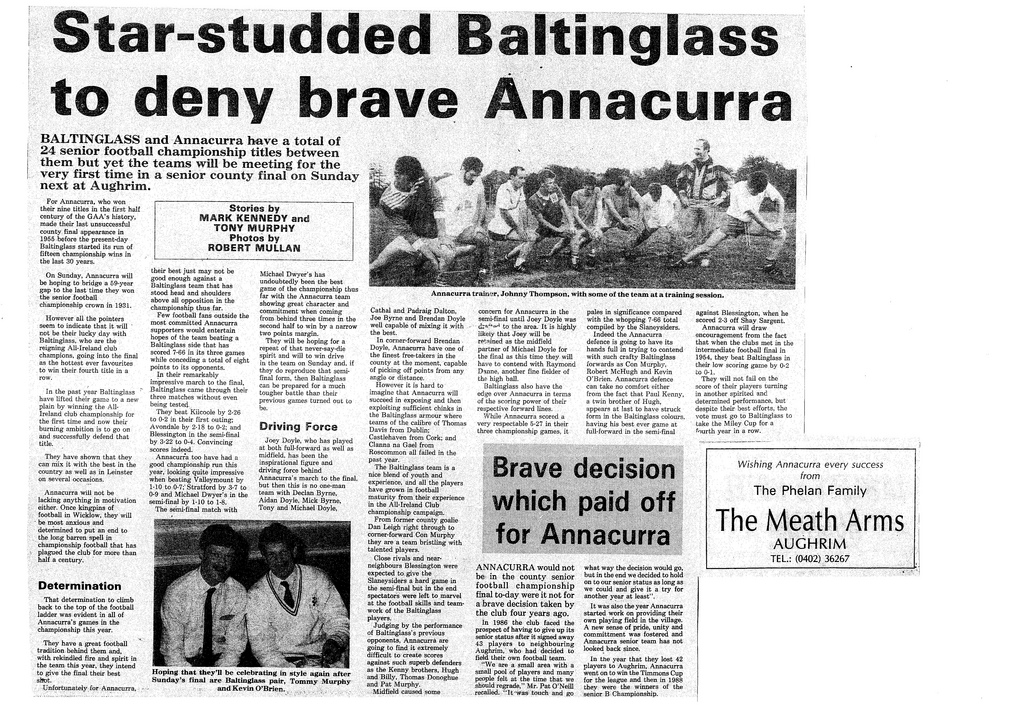 Star-studded Baltinglass
to deny brave Annacurra
BALTINGLASS and Annacurra have a total of
24 senior football championship titles between
them but yet the teams will be meeting for the
very first time in a senior county final on Sunday
next at Aughrim.
For Annacurra, who won
their nine titles in the first half
century of the GAA's history,
made their last unsuccessful
county final appearance in
1955 before the present-day
Baltinglass started its run of
fifteen championship wins in
the last 30 years.
On Sunday, Annacurra will
be hoping to bridge a 59-year
gap to the last time they won
the senior football
championship crown in 1931.
However all the pointers
seem to indicate that it will
not be their lucky day with
Baltinglass, who are the
reigning All-Ireland club
champions, going into the final
as the hottest ever favourites
to win their fourth title in a
row.
In the past year Baltinglass
have lifted their game to a new
plain by winning the All-
Ireland club championship for
the first time and now their
burning ambition is to go on
and successfully defend that
title.
They have shown that they
can mix it with the best in the
country as well as in Leinster
on several occasions.
Annacurra will not be
lacking anything in motivation
either. Once kingpins of
football in Wicklow, they will
be most anxious and
determined to put an end to
the long barren spell in
championship football that has
plagued the club for more than
half a century.
Determination
That determination to climb
back to the top of the football
ladder was evident in all of
Annacurra's games in the
championship this year.
They have a great football
tradition behind them and,
with rekindled fire and spirit in
the team this year, they intend
to give the final their best
shot.
Unfortunately for Annacurra,
Stories by
MARK KENNEDY and
TONY MURPHY
Photos by
ROBERT MULLAN
their best just may not be
good enough against a
Baltinglass team that has
stood head and shoulders
above all opposition in the
championship thus far.
Few football fans outside the
most committed Annacurra
supporters would entertain
hopes of the team beating a
Baltinglass side that has
scored 7-66 in its three games
while conceding a total of eight
points to its opponents.
In their remarkably
impressive march to the final,
Baltinglass came through their
three matches without even
being tested.
They beat Kilcoole by 2-26
to 0-2 in their first outing;
Avondale by 2-18 to 0-2; and
Blessington in the semi-final
by 3-22 to 0-4. Convincing
scores indeed.
Annacurra too have had a
good championship run this
year, looking quite impressive
when beating Valleymount by
1-10 to 0-7; Stratford by 3-7 to
0-9 and Michael Dwyer's in the
semi-final by 1-10 to 1-8.
The semi-final match with
Michael Dwyer's has
undoubtedly been the best
game of the championship thus
far with the Annacurra team
showing great character and
commitment when coming
from behind three times in the
second half to win by a narrow
two points margin.
They will be hoping for a
repeat of that never-say-die
spirit and will to win drive in
the team on Sunday and, if
they do reproduce that semi-
final form, then Baltinglass
can be prepared for a much
tougher battle than their
previous games turned out to
be.
Driving Force
Joey Doyle, who has played
at both full-forward as well as
midfield, has been the
inspirational figure and
driving force behind
Annacurra's march to the final,
but then this is no one-man
team with Declan Byrne,
Aidan Doyle, Mick Byrne,
Tony and Michael Doyle,
Hoping that they'll be celebrating in style again after
Sunday's final are Baltinglass pair, Tommy Murphy
and Kevin O'Brien.
Annacurra trainer, Johnny Thompson, with some of the team at a training session.
Cathal and Padraig Dalton,
Joe Byrne and Brendan Doyle
well capable of mixing it with
the best.
In corner-forward Brendan
Doyle, Annacurra have one of
the finest free-takers in the
county at the moment, capable
of picking off points from any
angle or distance.
However it is hard to
imagine that Annacurra will
succeed in exposing and then
exploiting sufficient chinks in
the Baltinglass armour where
teams of the calibre of Thomas
Davis from Dublin;
Castlehaven from Cork; and
Clanna na Gael from
Roscommon all failed in the
past year.
The Baltinglass team is a
nice blend of youth and
experience, and all the players
have grown in football
maturity from their experience
in the All-Ireland Club
championship campaign.
From former county goalie
Dan Leigh right through to
corner-forward Con Murphy
they are a team bristling with
talented players.
Close rivals and near-
neighbours Blessington were
expected to give the
Slaneysiders a hard game in
the semi-final but in the end
spectators were left to marvel
at the football skills and team-
work of the Baltinglass
players.
Judging by the performance
of Baltinglass's previous
opponents, Annacurra are
going to find it extremely
difficult to create scores
against such superb defenders
as the Kenny brothers, Hugh
and Billy, Thomas Donoghue
and Pat Murphy.
Midfield caused some
concern for Annacurra in the
semi-final until Joey Doyle was
to the area. It is highly
likely that Joey will be
retained as the midfield
partner of Michael Doyle for
the final as this time they will
have to contend with Raymond
Danne, another fine fielder of
the high ball.
Baltinglass also have the
edge over Annacurra in terms
of the scoring power of their
respective forward lines.
While Annacurra scored a
very respectable 5-27 in their
three championship games, it
pales in significance compared
with the whopping 7-66 total
compiled by the Slaneysiders.
Indeed the Annacurra
defence is going to have its
hands full in trying to contend
with such crafty Baltinglass
forwards as Con Murphy,
Robert McHugh and Kevin
O'Brien. Annacurra defence
can take no comfort either
from the fact that Paul Kenny,
a twin brother of Hugh,
appears at last to have struck
form in the Baltinglass colours,
having his best ever game at
full-forward in the semi-final
against Blessington, when he
scored 2-3 off Shay Sargent.
Annacurra will draw
encouragement from the fact
that when the clubs met in the
intermediate football final in
1954, they beat Baltinglass in
their low scoring game by 0-2
to 0-1.
They will not fail on the
score of their players turning
in another spirited and
determined performance, but
despite their best efforts, the
vote must go to Baltinglass to
take the Miley Cup for a
fourth year in a row.
Brave decision
which paid off
for Annacurra
ANNACURRA would not
be in the county senior
football championship
final to-day were it not for
a brave decision taken by
the club four years ago.
In 1986 the club faced the
prospect of having to give up its
senior status after it signed away
43 players to neighbouring
Aughrim, who had decided to
field their own football team.
"We are a small area with a
small pool of players and many
people felt at the time that we
should regrade," Mr. Pat O'Neill
recalled. "It was touch and go
what way the decision would go,
but in the end we decided to hold
on to our senior status as long as
we could and give it a try for
another year at least".
It was also the year Annacurra
started work on providing their
own playing field in the village.
A new sense of pride, unity and
commitment was fostered and
Annacurra senior team has not
looked back since.
In the year that they lost 42
players to Aughrim, Annacurra
went on to win the Timmons Cup
for the league and then in 1988
they were the winners of the
senior B Championship.
Wishing Annacurra every success
from
The Phelan Family
The Meath Arms
AUGHRIM
TEL.: (0402) 36267